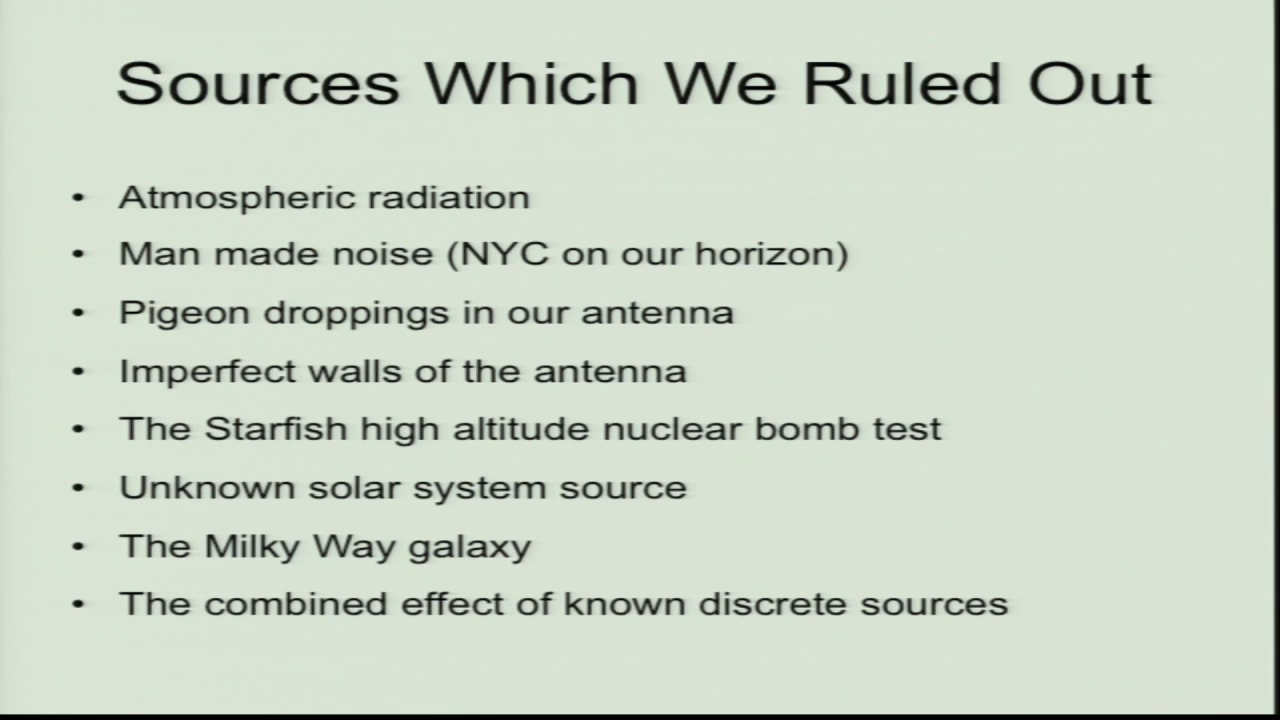 Sources Which We Ruled Out
• Atmospheric radiation
• Man made noise (NYC on our horizon)
• Pigeon droppings in our antenna
• Imperfect walls of the antenna
• The Starfish high altitude nuclear bomb test
• Unknown solar system source
• The Milky Way galaxy
• The combined effect of known discrete sources